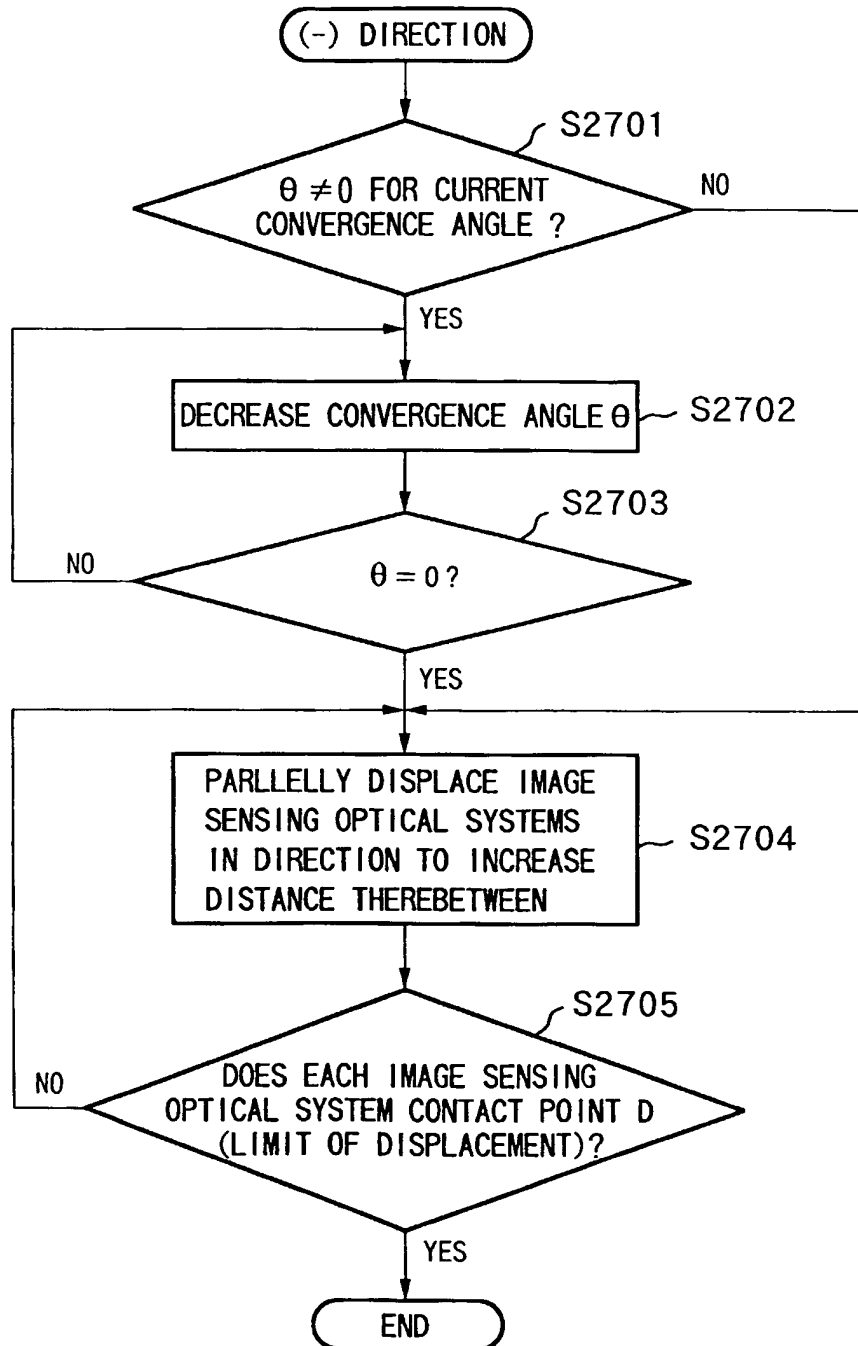 (-) DIRECTION
S2701
θ ≠0 FOR CURRENT
CONVERGENCE ANGLE ?
NO
YES
DECREASE CONVERGENCE ANGLE θ
S2702
S2703
NO
θ = 0 ?
YES
PARLLELLY DISPLACE IMAGE
SENSING OPTICAL SYSTEMS
IN DIRECTION TO INCREASE
DISTANCE THEREBETWEEN
S2704
S2705
NO
DOES EACH IMAGE SENSING
OPTICAL SYSTEM CONTACT POINT D
(LIMIT OF DISPLACEMENT)?
YES
END